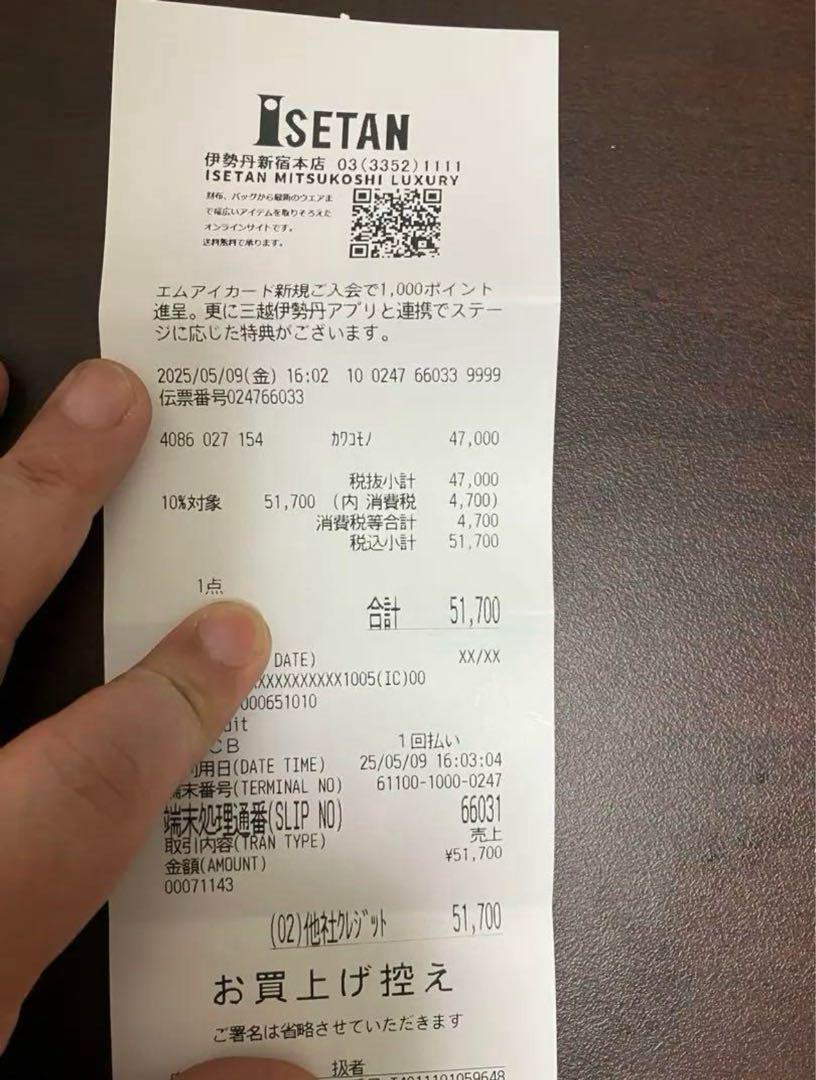 ISETAN
伊勢丹新宿本店 03(3352)1111
ISETAN MITSUKOSHI LUXURY
財布、バッグから最新のウエアま
で幅広いアイテムを取りそろえた
オンラインサイトです。
送料無料で承ります。
エムアイカード新規ご入会で1,000ポイント
進呈。更に三越伊勢丹アプリと連携でステー
ジに応じた特典がございます。
2025/05/09(金) 16:02 10 0247 66033 9999
伝票番号024766033
4086 027 154 カワコモノ 47,000
税抜小計 47,000
10%対象 51,700 (内 消費税 4,700)
消費税等合計 4,700
税込小計 51,700
1点
合計 51,700
DATE) XX/XX
XXXXXXXXXXX1005(IC)00
000651010
dit
CB 1回払い
用日(DATE TIME) 25/05/09 16:03:04
端末番号(TERMINAL NO) 61100-1000-0247
端末処理通番(SLIP NO) 66031
取引内容(TRAN TYPE) 売上
金額(AMOUNT) ¥51,700
00071143
(02)他社クレジット 51,700
お買上げ控え
ご署名は省略させていただきます
扱者